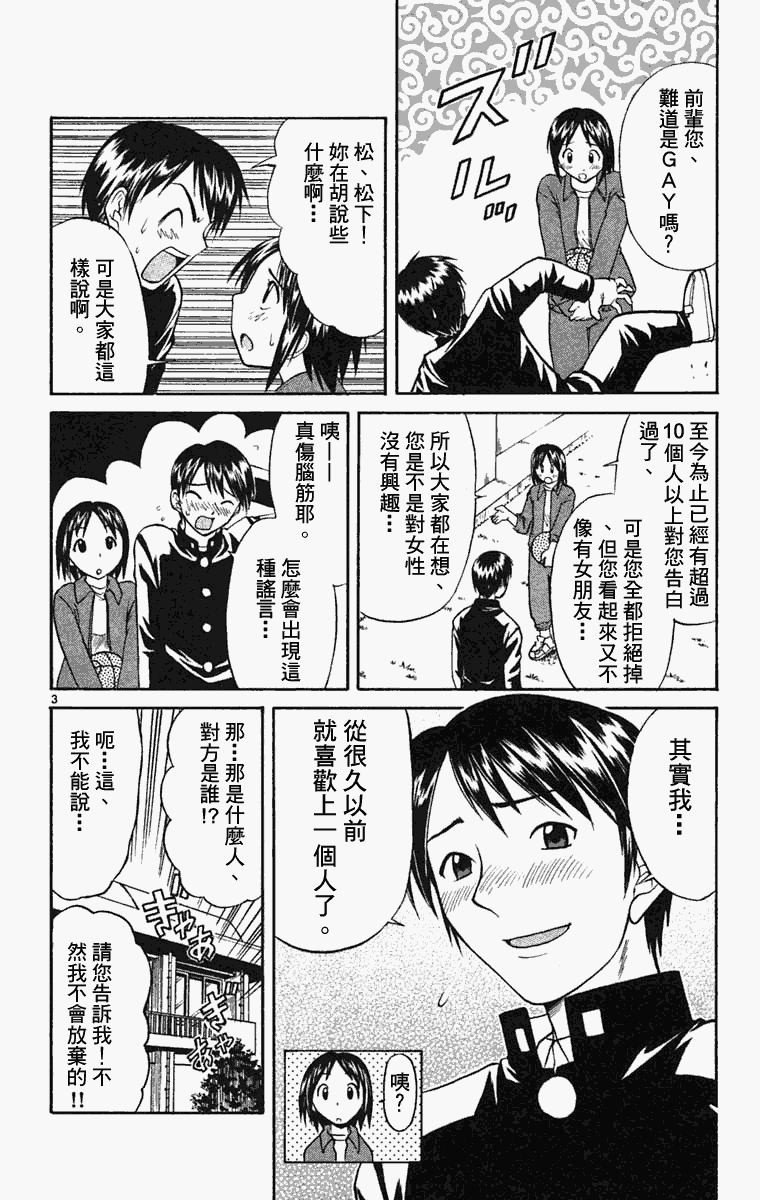 前輩您、
難道是GAY嗎?
ズルッ
松、松下!
妳在胡說些
什麼啊…
可是大家都這
樣說啊。
至今為止已經有超過
10個人以上對您告白
過了、
可是您全都拒絕掉
、但您看起來又不
像有女朋友…
所以大家都在想、
您是不是對女性
沒有興趣…
咦——
真傷腦筋耶。
怎麼會出現這
種謠言…
3
其實我…
從很久以前
就喜歡上一個人了。
咦?
那…那是什麼人、
對方是誰!?
呃…這、
我不能說…
ぎゃあ
ぎゃあ
請您告訴我!不
然我不會放棄的!!